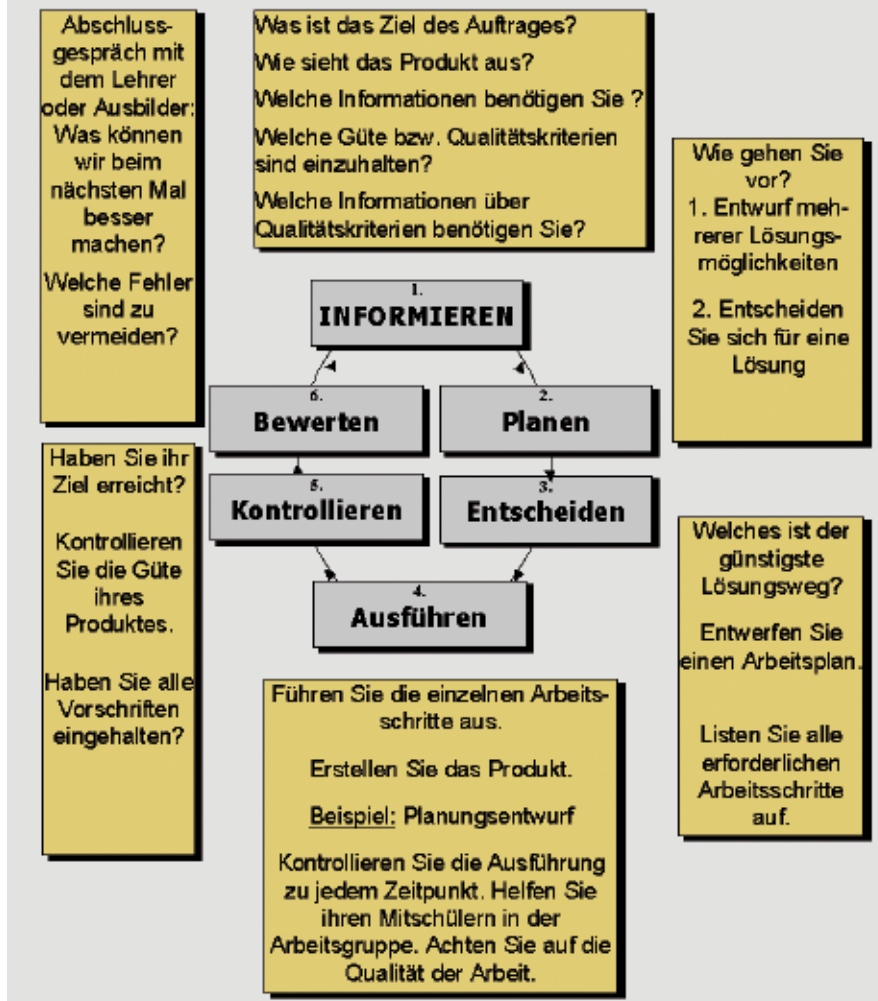 Abschluss-
gespräch mit
dem Lehrer
oder Ausbilder:
Was können
wir beim
nächsten Mal
besser
machen?
Welche Fehler
sind zu
vermeiden?
Was ist das Ziel des Auftrages?
Wie sieht das Produkt aus?
Welche Informationen benötigen Sie ?
Welche Güte bzw. Qualitätskriterien
sind einzuhalten?
Welche Informationen über
Qualitätskriterien benötigen Sie?
Wie gehen Sie
vor?
1. Entwurf meh-
rerer Lösungs-
möglichkeiten
2. Entscheiden
Sie sich für eine
Lösung
1.
INFORMIEREN
6.
Bewerten
2.
Planen
5.
Kontrollieren
3.
Entscheiden
4.
Ausführen
Haben Sie ihr
Ziel erreicht?
Kontrollieren
Sie die Güte
ihres
Produktes.
Haben Sie alle
Vorschriften
eingehalten?
Welches ist der
günstigste
Lösungsweg?
Entwerfen Sie
einen Arbeitsplan.
Listen Sie alle
erforderlichen
Arbeitsschritte
auf.
Führen Sie die einzelnen Arbeits-
schritte aus.
Erstellen Sie das Produkt.
Beispiel: Planungsentwurf
Kontrollieren Sie die Ausführung
zu jedem Zeitpunkt. Helfen Sie
ihren Mitschülern in der
Arbeitsgruppe. Achten Sie auf die
Qualität der Arbeit.